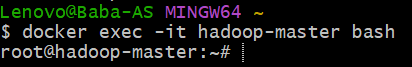 Lenovo@Baba-AS MINGW64 ~
$ docker exec -it hadoop-master bash
root@hadoop-master:~#